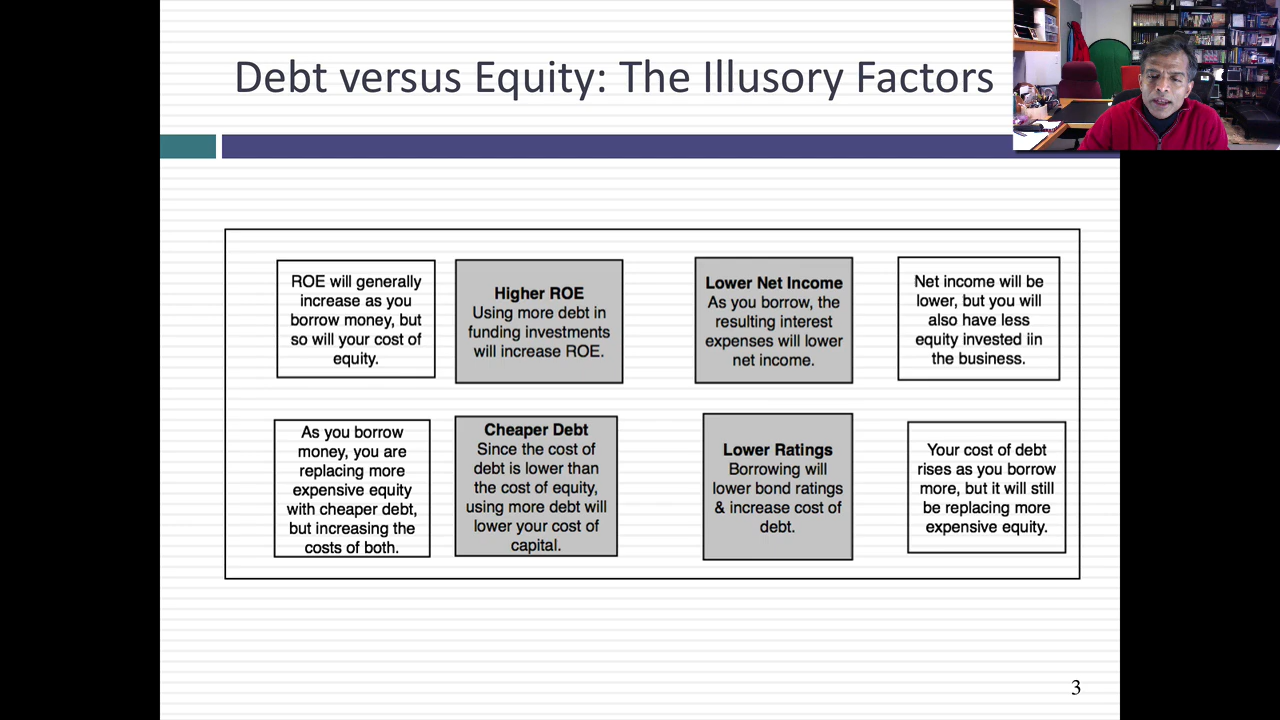 Debt versus Equity: The Illusory Factors
ROE will generally
increase as you
borrow money, but
so will your cost of
equity.
Higher ROE
Using more debt in
funding investments
will increase ROE.
Lower Net Income
As you borrow, the
resulting interest
expenses will lower
net income.
Net income will be
lower, but you will
also have less
equity invested iin
the business.
As you borrow
money, you are
replacing more
expensive equity
with cheaper debt,
but increasing the
costs of both.
Cheaper Debt
Since the cost of
debt is lower than
the cost of equity,
using more debt will
lower your cost of
capital.
Lower Ratings
Borrowing will
lower bond ratings
& increase cost of
debt.
Your cost of debt
rises as you borrow
more, but it will still
be replacing more
expensive equity.
3